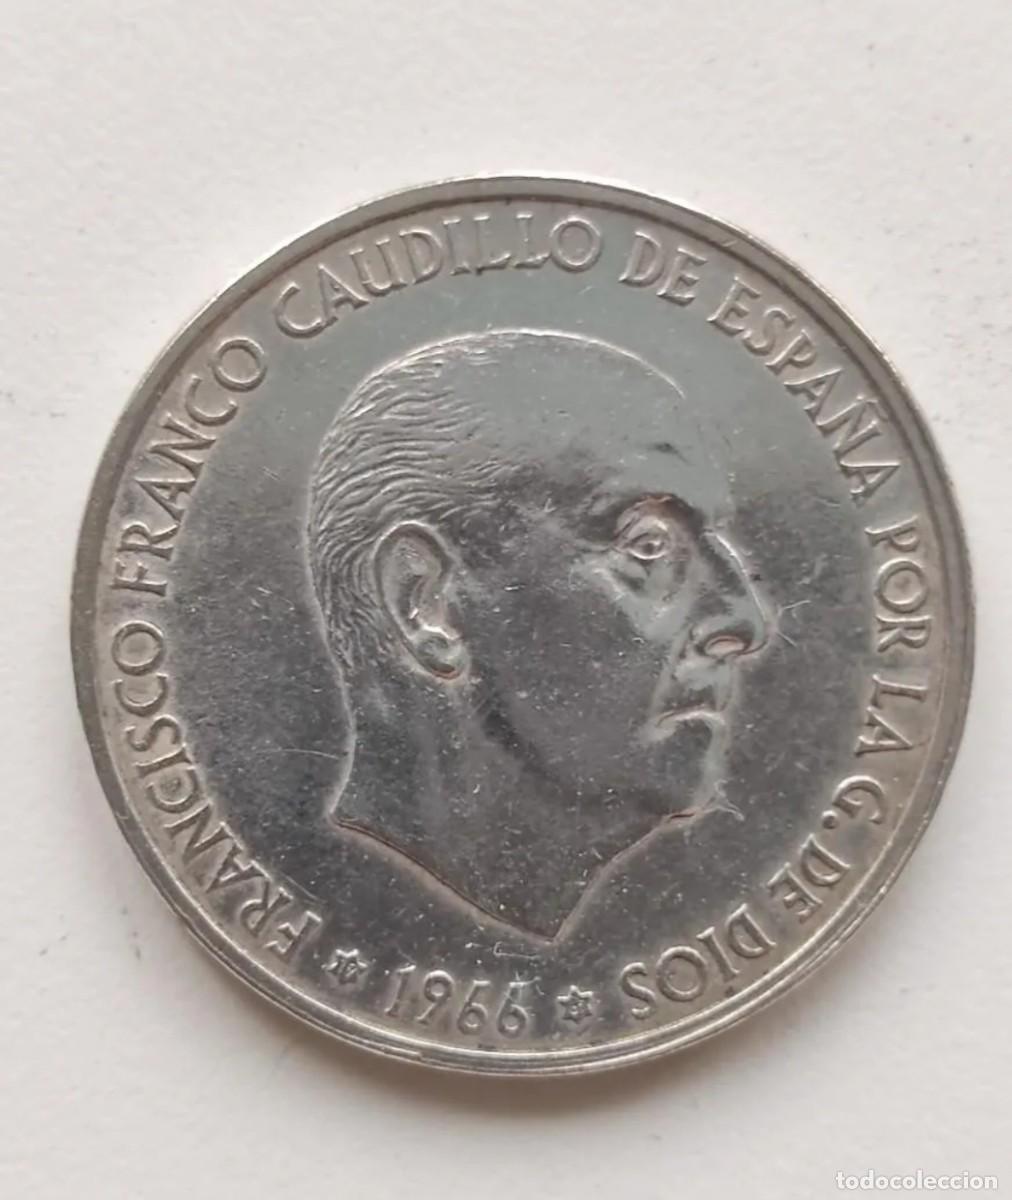 FRANCISCO FRANCO CAUDILLO DE ESPAÑA POR LA G. DE DIOS
* 1966 *
todocoleccion